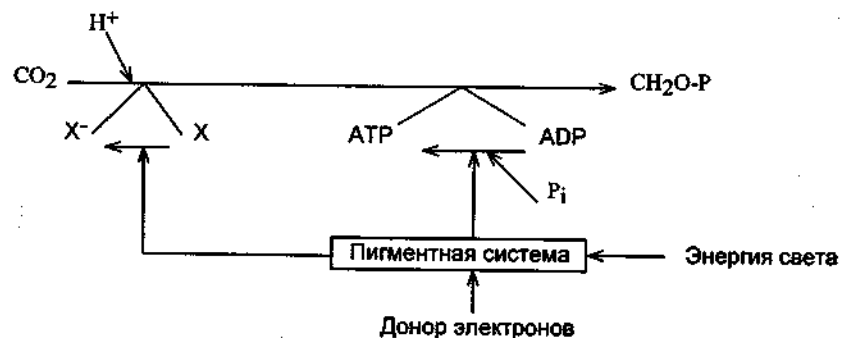 H⁺
CO₂ CH₂O-P
X⁻ X ATP ADP
Pᵢ
Пигментная система Энергия света
Донор электронов